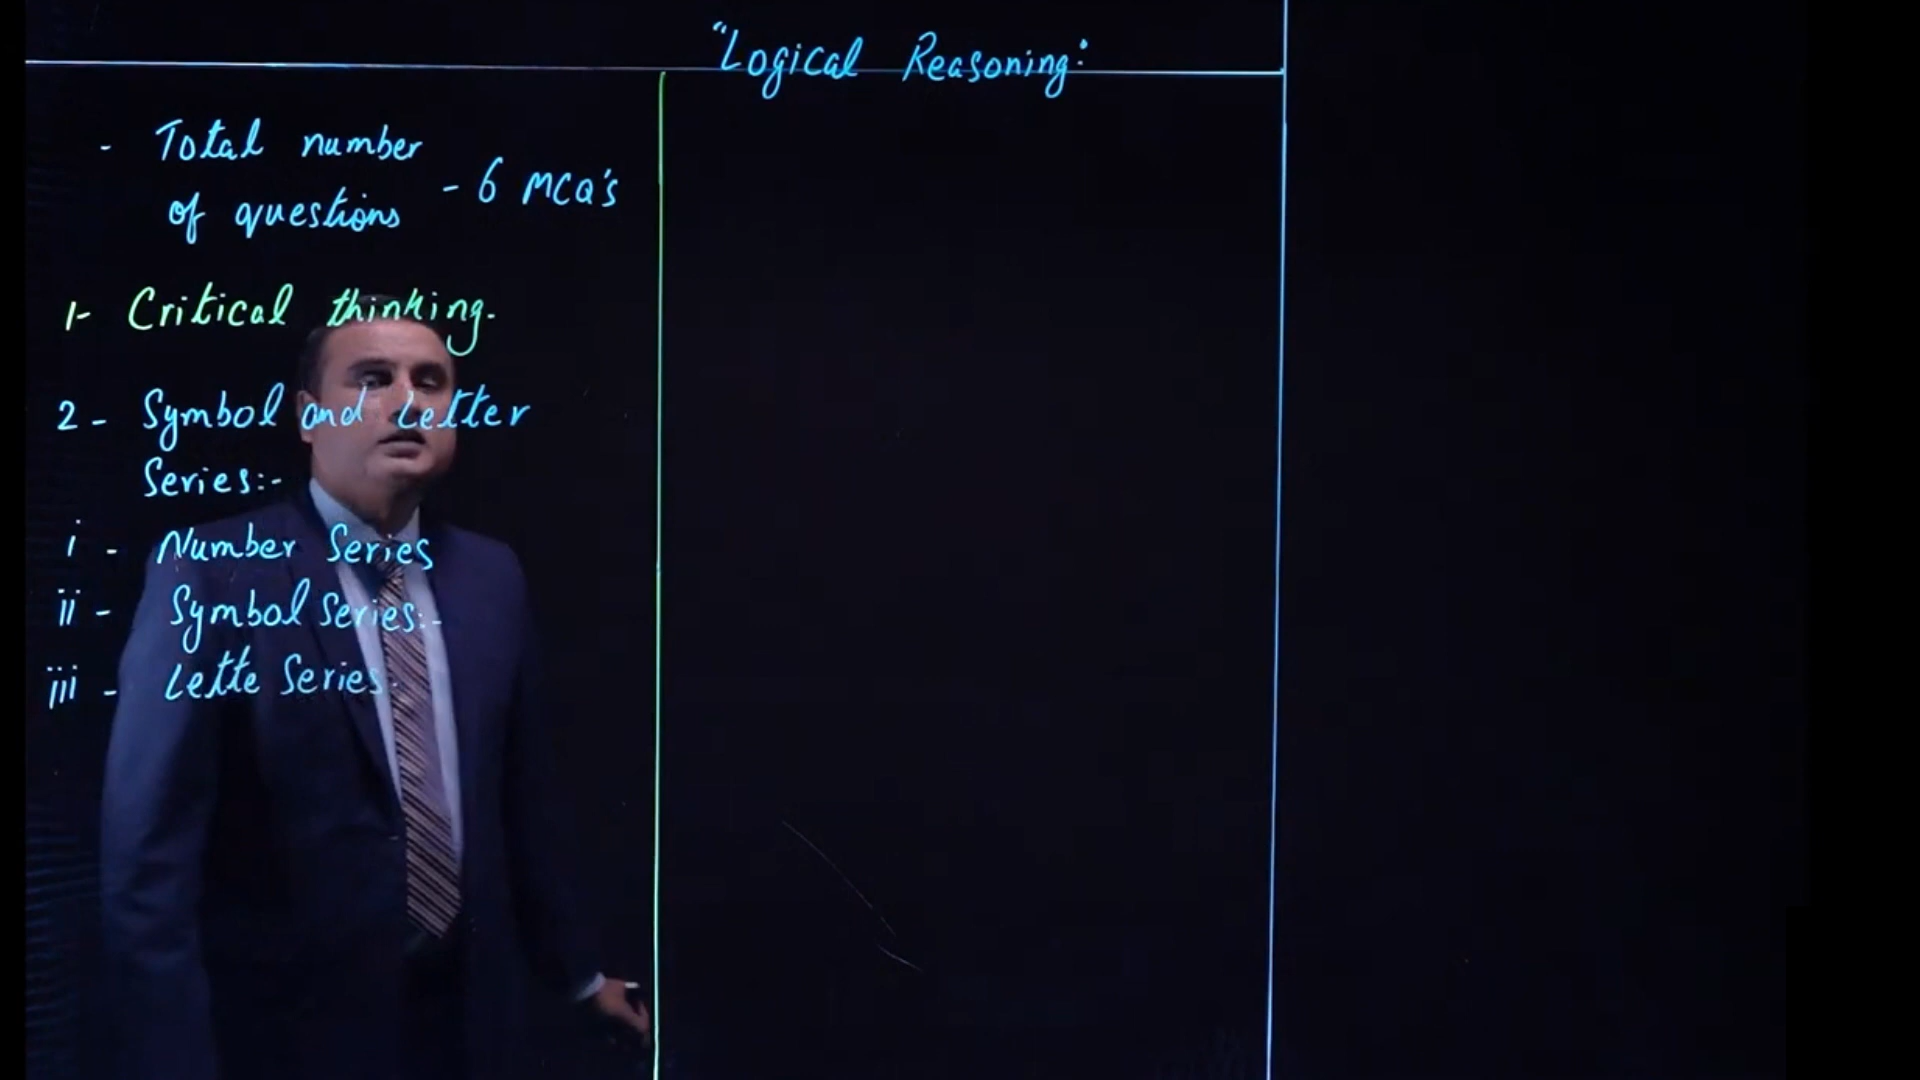 "Logical Reasoning:
- Total number
of questions - 6 MCQ's
1- Critical thinking.
2- Symbol and Letter
Series:-
i - Number Series
ii - Symbol Series:-
iii - Lette Series.